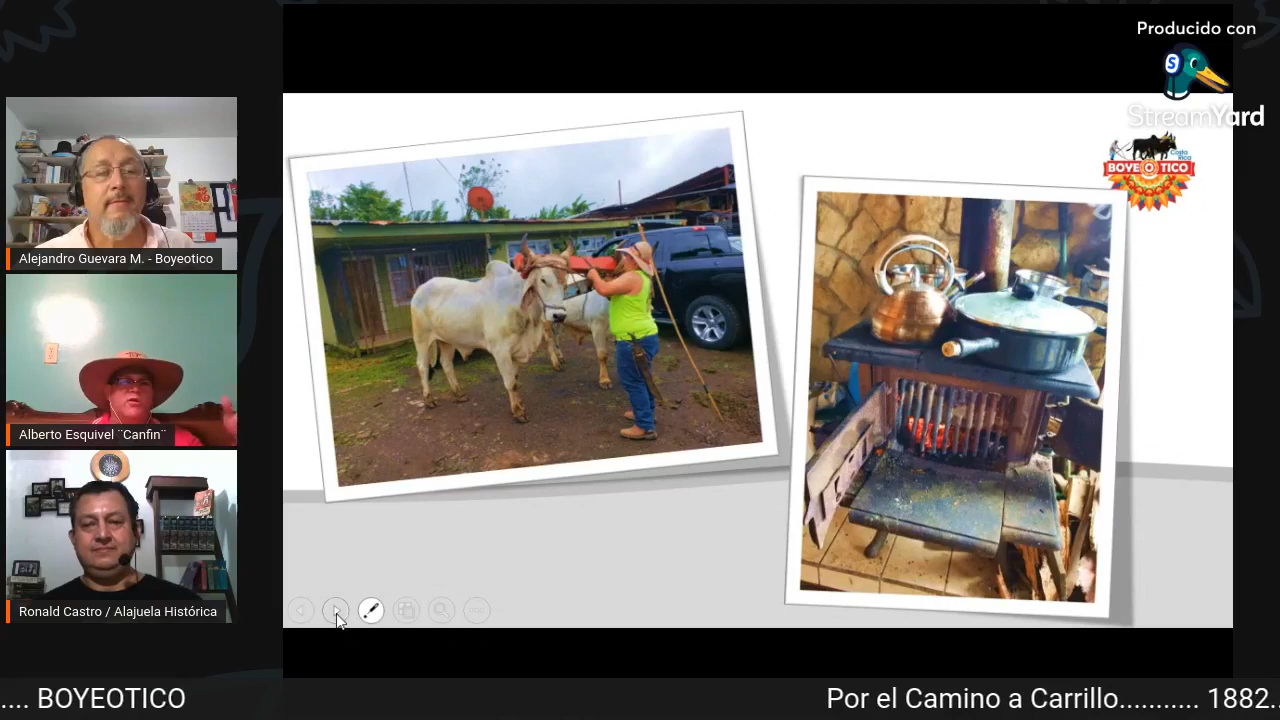 Producido con
StreamYard
S
Costa
Rica
BOYEOTICO
Alejandro Guevara M. - Boyeotico
Alberto Esquivel ¨Canfin¨
Ronald Castro / Alajuela Histórica
.... BOYEOTICO
Por el Camino a Carrillo........... 1882..